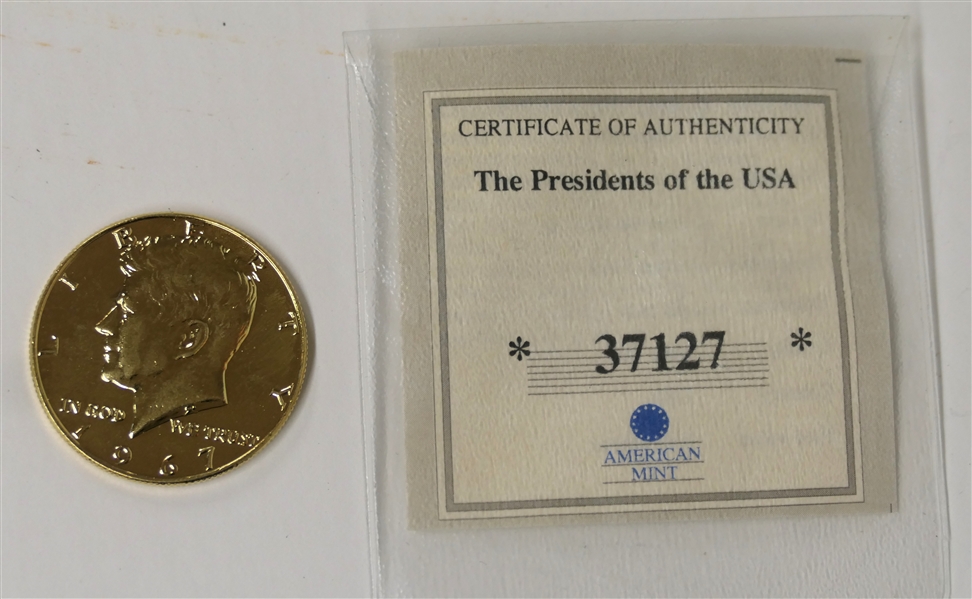 LIBERTY
IN GOD WE TRUST
1967
CERTIFICATE OF AUTHENTICITY
The Presidents of the USA
* 37127 *
AMERICAN
MINT